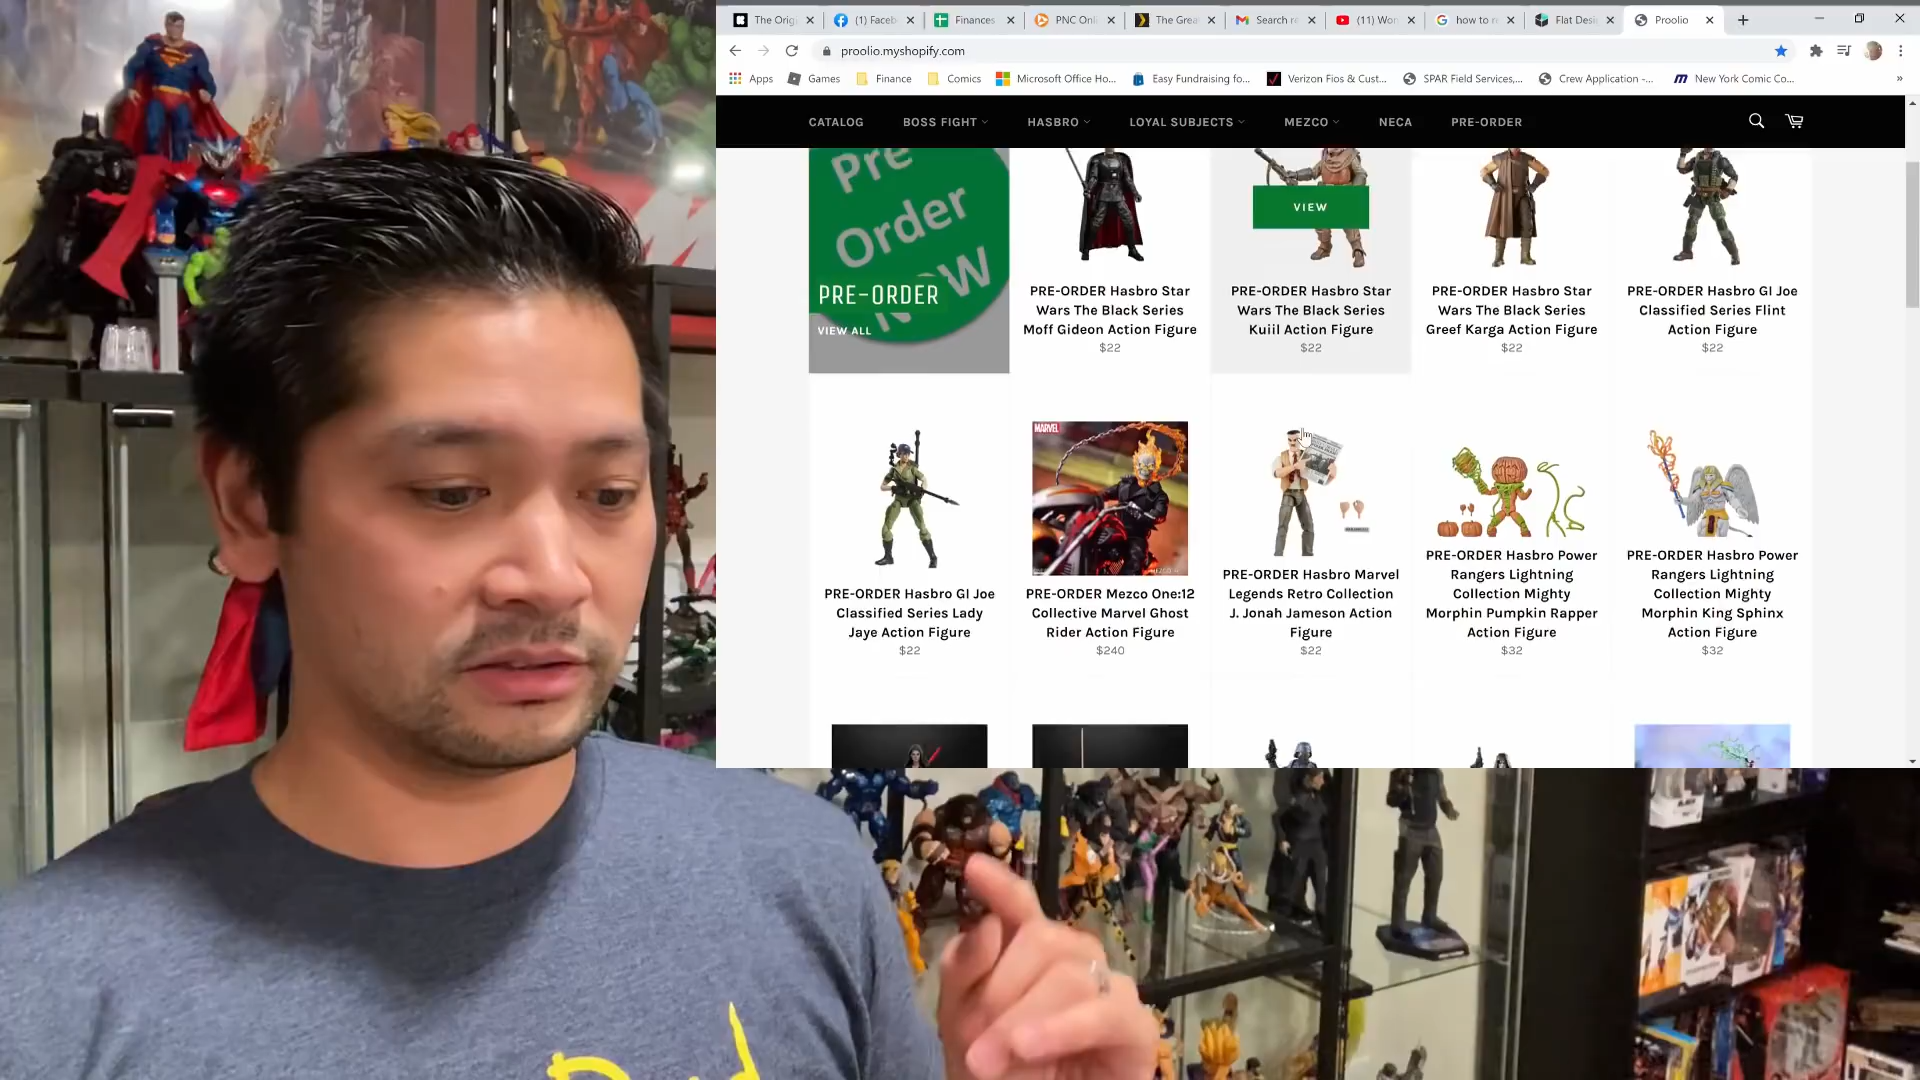 The Orig
(1) Faceb
Finances
PNC Onli
The Grea
Search re
(11) Wor
how to r
Flat Desi
Proolio
proolio.myshopify.com
Apps
Games
Finance
Comics
Microsoft Office Ho...
Easy Fundraising fo...
Verizon Fios & Cust...
SPAR Field Services,...
Crew Application -...
New York Comic Co...
CATALOG
BOSS FIGHT
HASBRO
LOYAL SUBJECTS
MEZCO
NECA
PRE-ORDER
Pre
Order
NOW
PRE-ORDER
VIEW ALL
PRE-ORDER Hasbro Star
Wars The Black Series
Moff Gideon Action Figure
$22
VIEW
PRE-ORDER Hasbro Star
Wars The Black Series
Kuiil Action Figure
$22
PRE-ORDER Hasbro Star
Wars The Black Series
Greef Karga Action Figure
$22
PRE-ORDER Hasbro GI Joe
Classified Series Flint
Action Figure
$22
PRE-ORDER Hasbro GI Joe
Classified Series Lady
Jaye Action Figure
$22
MARVEL
PRE-ORDER Mezco One:12
Collective Marvel Ghost
Rider Action Figure
$240
PRE-ORDER Hasbro Marvel
Legends Retro Collection
J. Jonah Jameson Action
Figure
$22
PRE-ORDER Hasbro Power
Rangers Lightning
Collection Mighty
Morphin Pumpkin Rapper
Action Figure
$32
PRE-ORDER Hasbro Power
Rangers Lightning
Collection Mighty
Morphin King Sphinx
Action Figure
$32